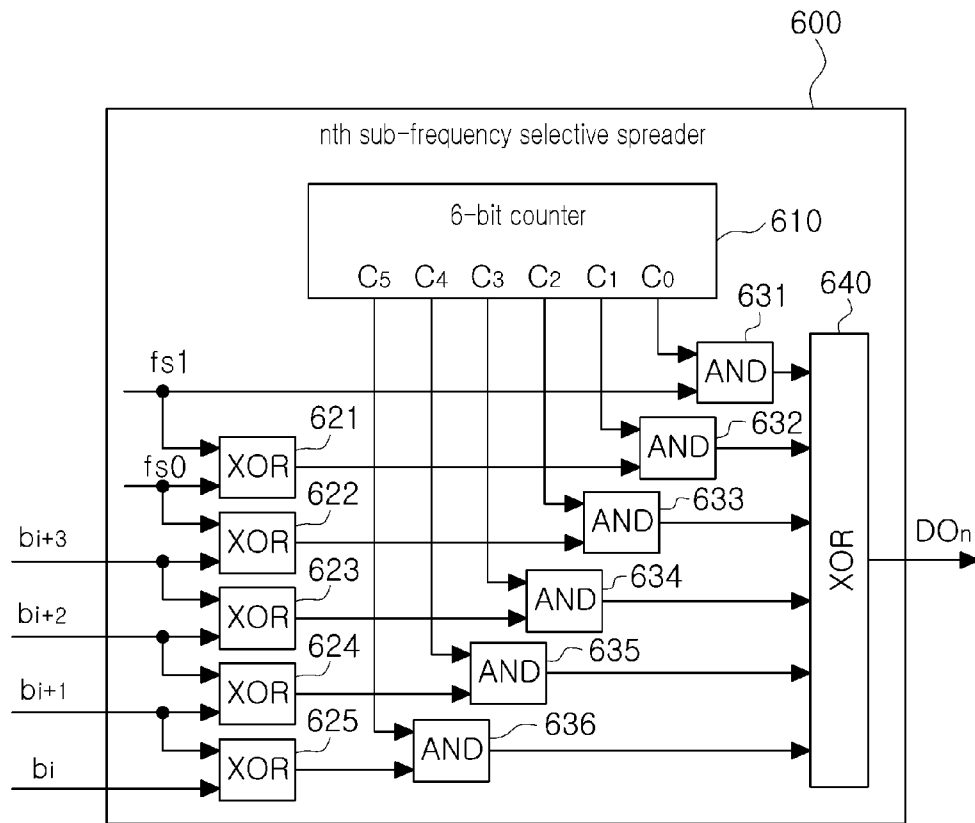 600
nth sub-frequency selective spreader
6-bit counter
610
C5 C4 C3 C2 C1 C0
640
631
fs1
AND
632
621
AND
fs0
XOR
633
622
AND
XOR
bi+3
634
DOn
623
AND
XOR
XOR
bi+2
635
624
AND
XOR
bi+1
636
625
AND
XOR
bi